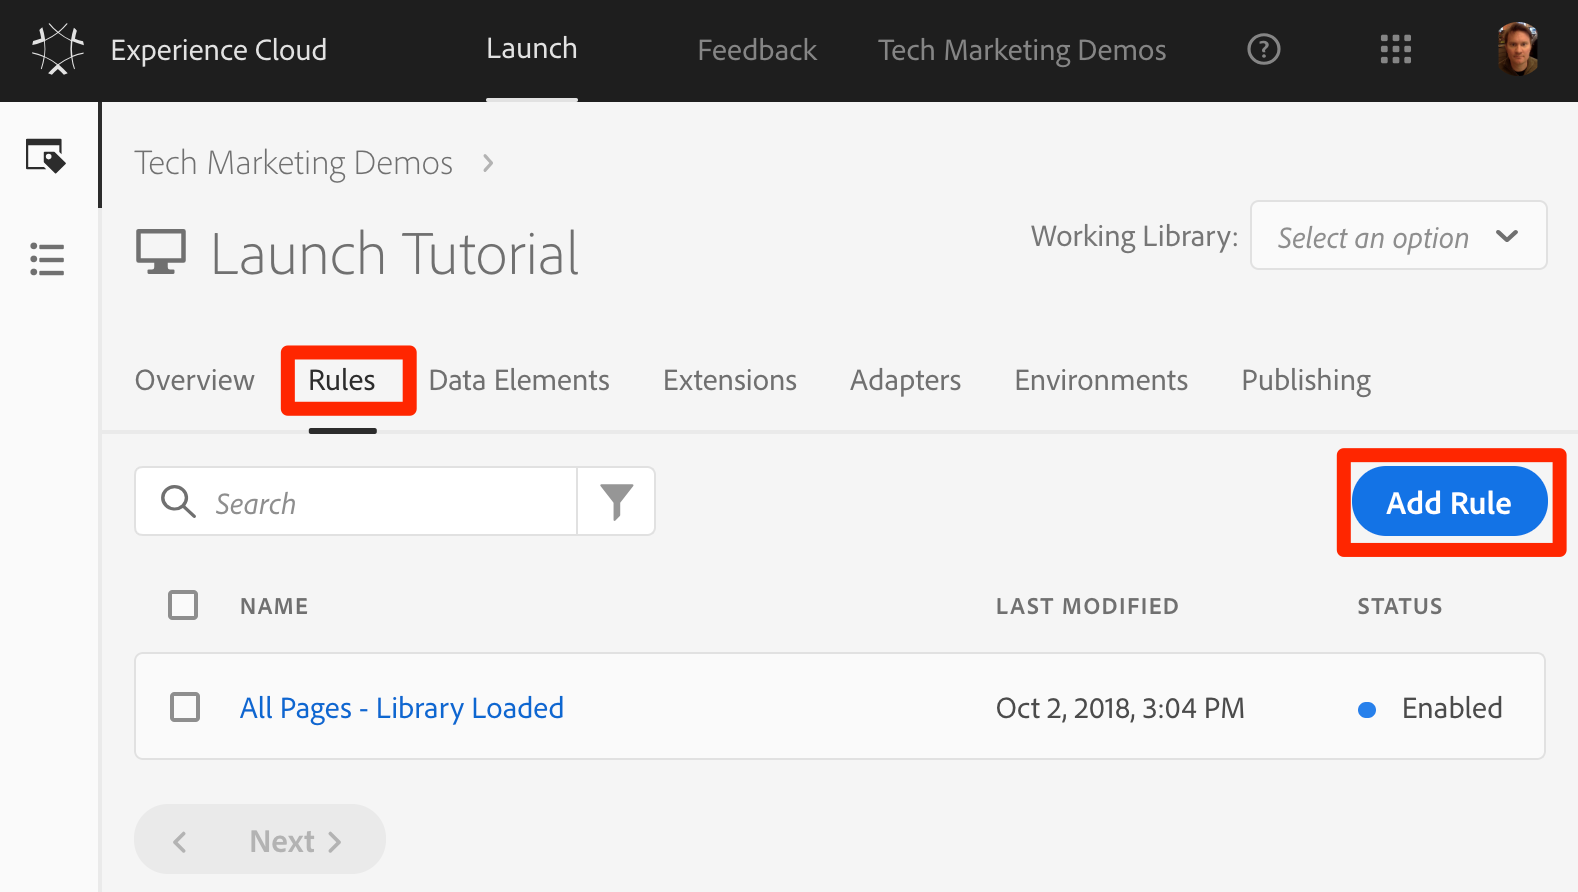 Experience Cloud Launch Feedback Tech Marketing Demos ?
Tech Marketing Demos >
Launch Tutorial
Working Library: Select an option
Overview Rules Data Elements Extensions Adapters Environments Publishing
Search
Add Rule
NAME LAST MODIFIED STATUS
All Pages - Library Loaded Oct 2, 2018, 3:04 PM Enabled
< Next >